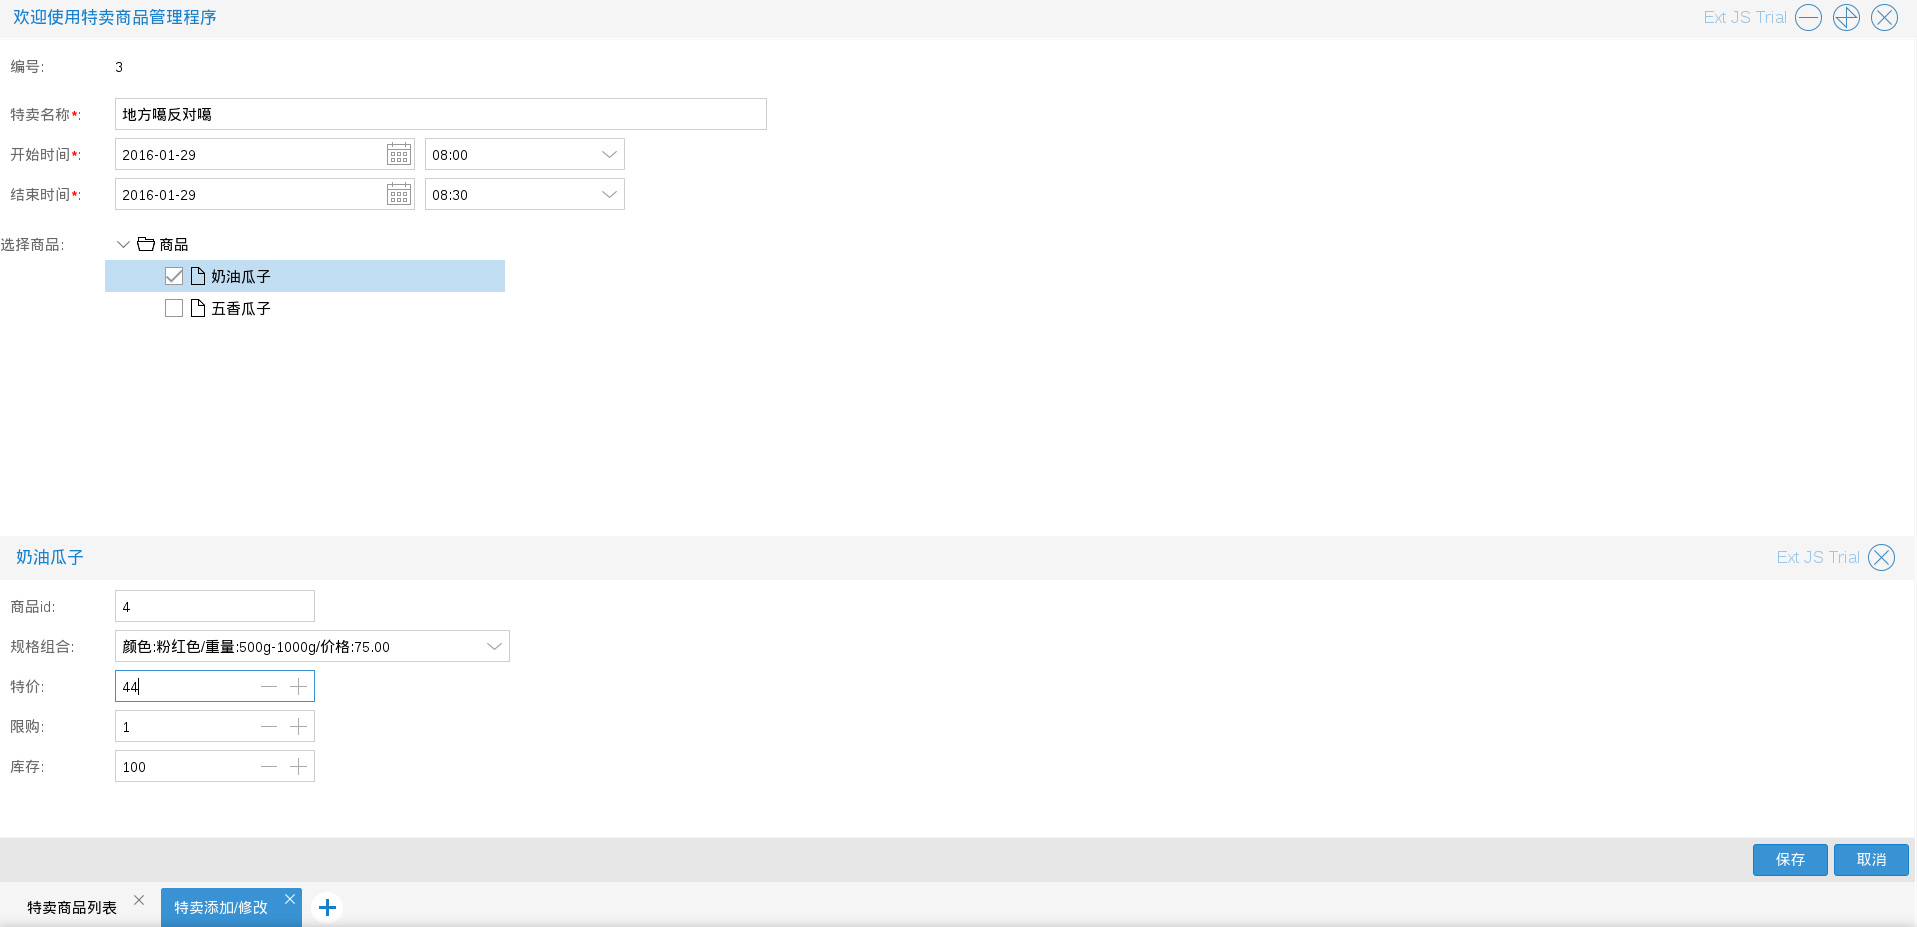 欢迎使用特卖商品管理程序
Ext JS Trial
编号:
3
特卖名称*:
地方噶反对噶
开始时间*:
2016-01-29
08:00
结束时间*:
2016-01-29
08:30
选择商品:
商品
奶油瓜子
五香瓜子
奶油瓜子
Ext JS Trial
商品id:
4
规格组合:
颜色:粉红色/重量:500g-1000g/价格:75.00
特价:
44
限购:
1
库存:
100
保存
取消
特卖商品列表
特卖添加/修改